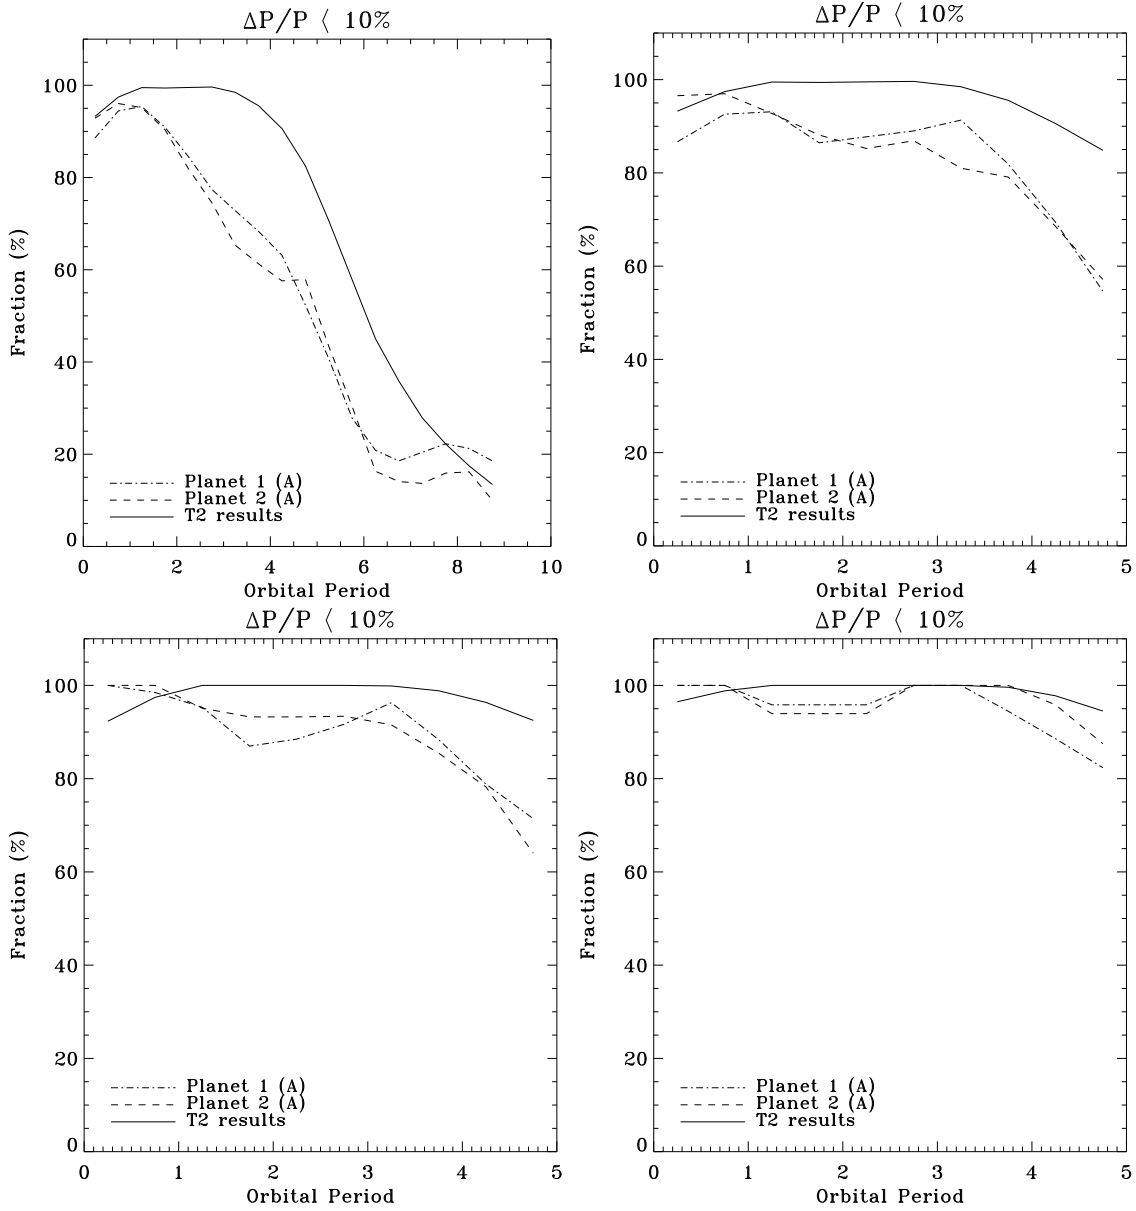 ΔP/P < 10%
100
80
60
40
20
0
Fraction (%)
Planet 1 (A)
Planet 2 (A)
T2 results
0 2 4 6 8 10
Orbital Period
ΔP/P < 10%
100
80
60
40
20
0
Fraction (%)
Planet 1 (A)
Planet 2 (A)
T2 results
0 1 2 3 4 5
Orbital Period
ΔP/P < 10%
100
80
60
40
20
0
Fraction (%)
Planet 1 (A)
Planet 2 (A)
T2 results
0 1 2 3 4 5
Orbital Period
ΔP/P < 10%
100
80
60
40
20
0
Fraction (%)
Planet 1 (A)
Planet 2 (A)
T2 results
0 1 2 3 4 5
Orbital Period